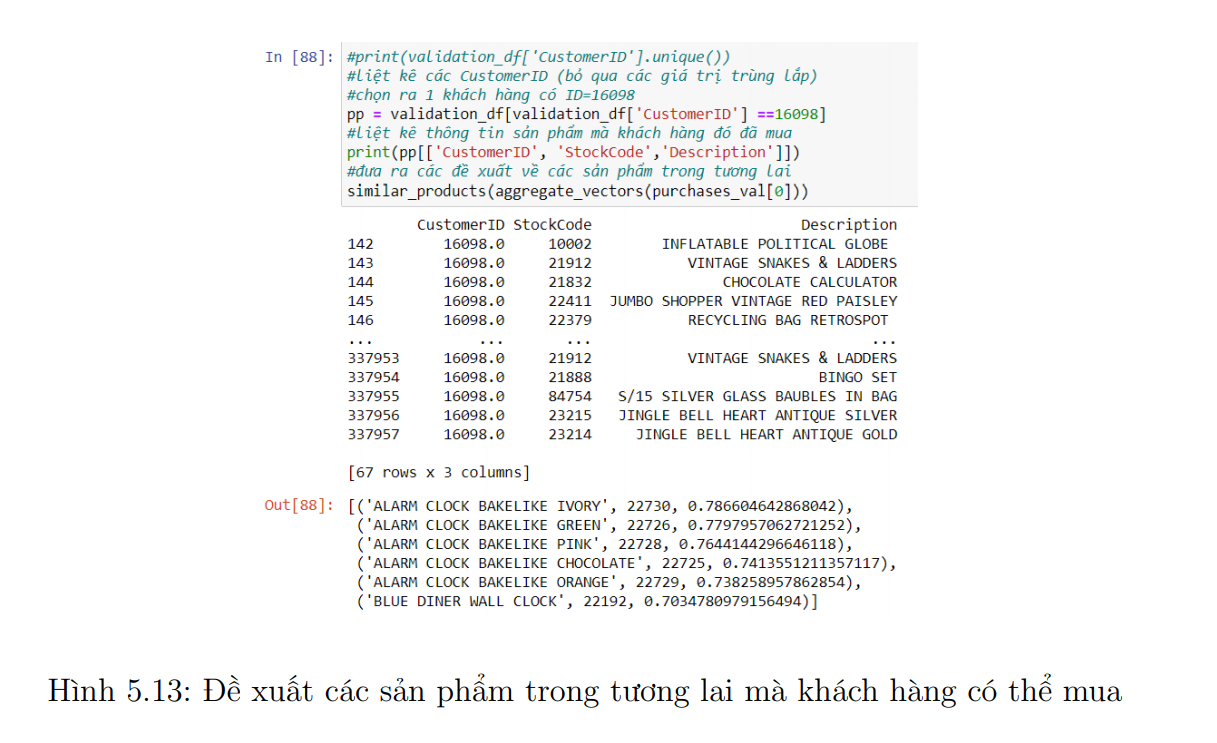 In [88]: #print(validation_df['CustomerID'].unique())
#liệt kê các CustomerID (bỏ qua các giá trị trùng lắp)
#chọn ra 1 khách hàng có ID=16098
pp = validation_df[validation_df['CustomerID'] ==16098]
#liệt kê thông tin sản phẩm mà khách hàng đó đã mua
print(pp[['CustomerID', 'StockCode','Description']])
#đưa ra các đề xuất về các sản phẩm trong tương lai
similar_products(aggregate_vectors(purchases_val[0]))
CustomerID StockCode Description
142 16098.0 10002 INFLATABLE POLITICAL GLOBE
143 16098.0 21912 VINTAGE SNAKES & LADDERS
144 16098.0 21832 CHOCOLATE CALCULATOR
145 16098.0 22411 JUMBO SHOPPER VINTAGE RED PAISLEY
146 16098.0 22379 RECYCLING BAG RETROSPOT
... ... ... ...
337953 16098.0 21912 VINTAGE SNAKES & LADDERS
337954 16098.0 21888 BINGO SET
337955 16098.0 84754 S/15 SILVER GLASS BAUBLES IN BAG
337956 16098.0 23215 JINGLE BELL HEART ANTIQUE SILVER
337957 16098.0 23214 JINGLE BELL HEART ANTIQUE GOLD
[67 rows x 3 columns]
Out[88]: [('ALARM CLOCK BAKELIKE IVORY', 22730, 0.786604642868042),
('ALARM CLOCK BAKELIKE GREEN', 22726, 0.7797957062721252),
('ALARM CLOCK BAKELIKE PINK', 22728, 0.7644144296646118),
('ALARM CLOCK BAKELIKE CHOCOLATE', 22725, 0.7413551211357117),
('ALARM CLOCK BAKELIKE ORANGE', 22729, 0.738258957862854),
('BLUE DINER WALL CLOCK', 22192, 0.7034780979156494)]
Hình 5.13: Đề xuất các sản phẩm trong tương lai mà khách hàng có thể mua